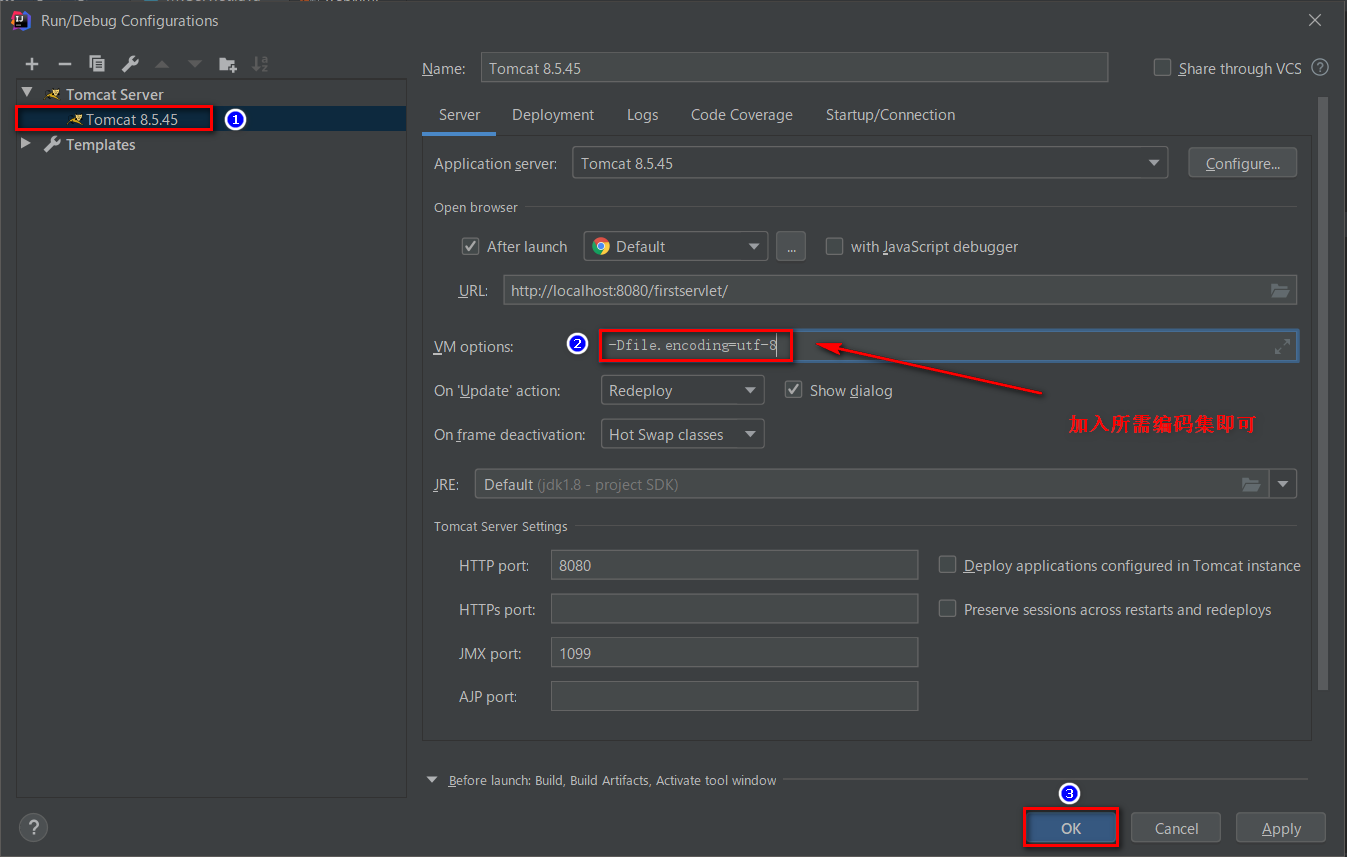 Run/Debug Configurations
Name: Tomcat 8.5.45 Share through VCS ?
Tomcat Server
Tomcat 8.5.45 1
Templates
Server Deployment Logs Code Coverage Startup/Connection
Application server: Tomcat 8.5.45 Configure...
Open browser
After launch Default ... with JavaScript debugger
URL: http://localhost:8080/firstservlet/
VM options: 2 -Dfile.encoding=utf-8
On 'Update' action: Redeploy Show dialog
加入所需编码集即可
On frame deactivation: Hot Swap classes
JRE: Default (jdk1.8 - project SDK)
Tomcat Server Settings
HTTP port: 8080 Deploy applications configured in Tomcat instance
HTTPs port: Preserve sessions across restarts and redeploys
JMX port: 1099
AJP port:
Before launch: Build, Build Artifacts, Activate tool window
3
? OK Cancel Apply